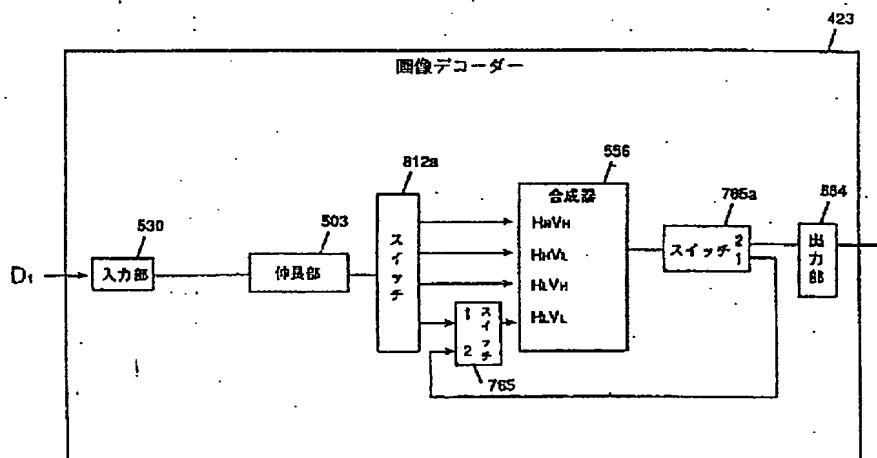 423
画像デコーダー
812a
556
合成器
765a
884
530
503
スイッチ
HHVH
HHVL
HLVH
HLVL
D1
入力部
伸長部
スイッチ
2
1
出力部
1
2
スイッチ
765